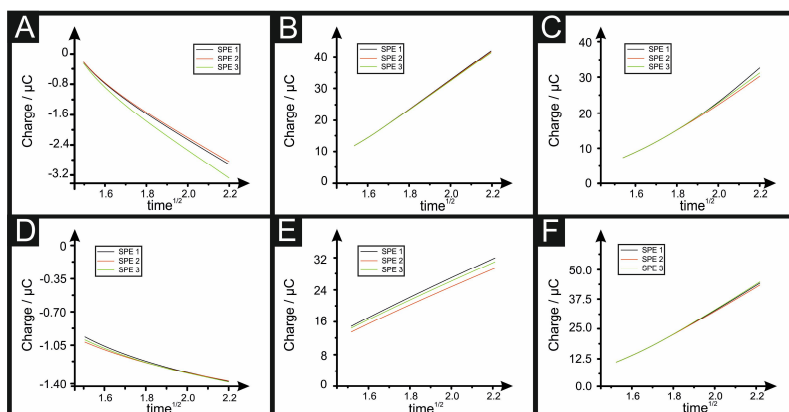 A
B
C
SPE 1
SPE 2
SPE 3
Charge / µC
0
-0.8
-1.6
-2.4
-3.2
1.6
1.8
2.0
2.2
time1/2
SPE 1
SPE 2
SPE 3
Charge / µC
40
30
20
10
0
1.6
1.8
2.0
2.2
time1/2
SPE 1
SPE 2
SPE 3
Charge / µC
40
30
20
10
0
1.6
1.8
2.0
2.2
time1/2
D
E
F
SPE 1
SPE 2
SPE 3
Charge / µC
0
-0.35
-0.70
-1.05
-1.40
1.6
1.8
2.0
2.2
time1/2
SPE 1
SPE 2
SPE 3
Charge / µC
32
24
16
8
0
1.6
1.8
2.0
2.2
time1/2
SPE 1
SPE 2
SPE 3
Charge / µC
50.0
37.5
25.0
12.5
0.0
1.6
1.8
2.0
2.2
time1/2